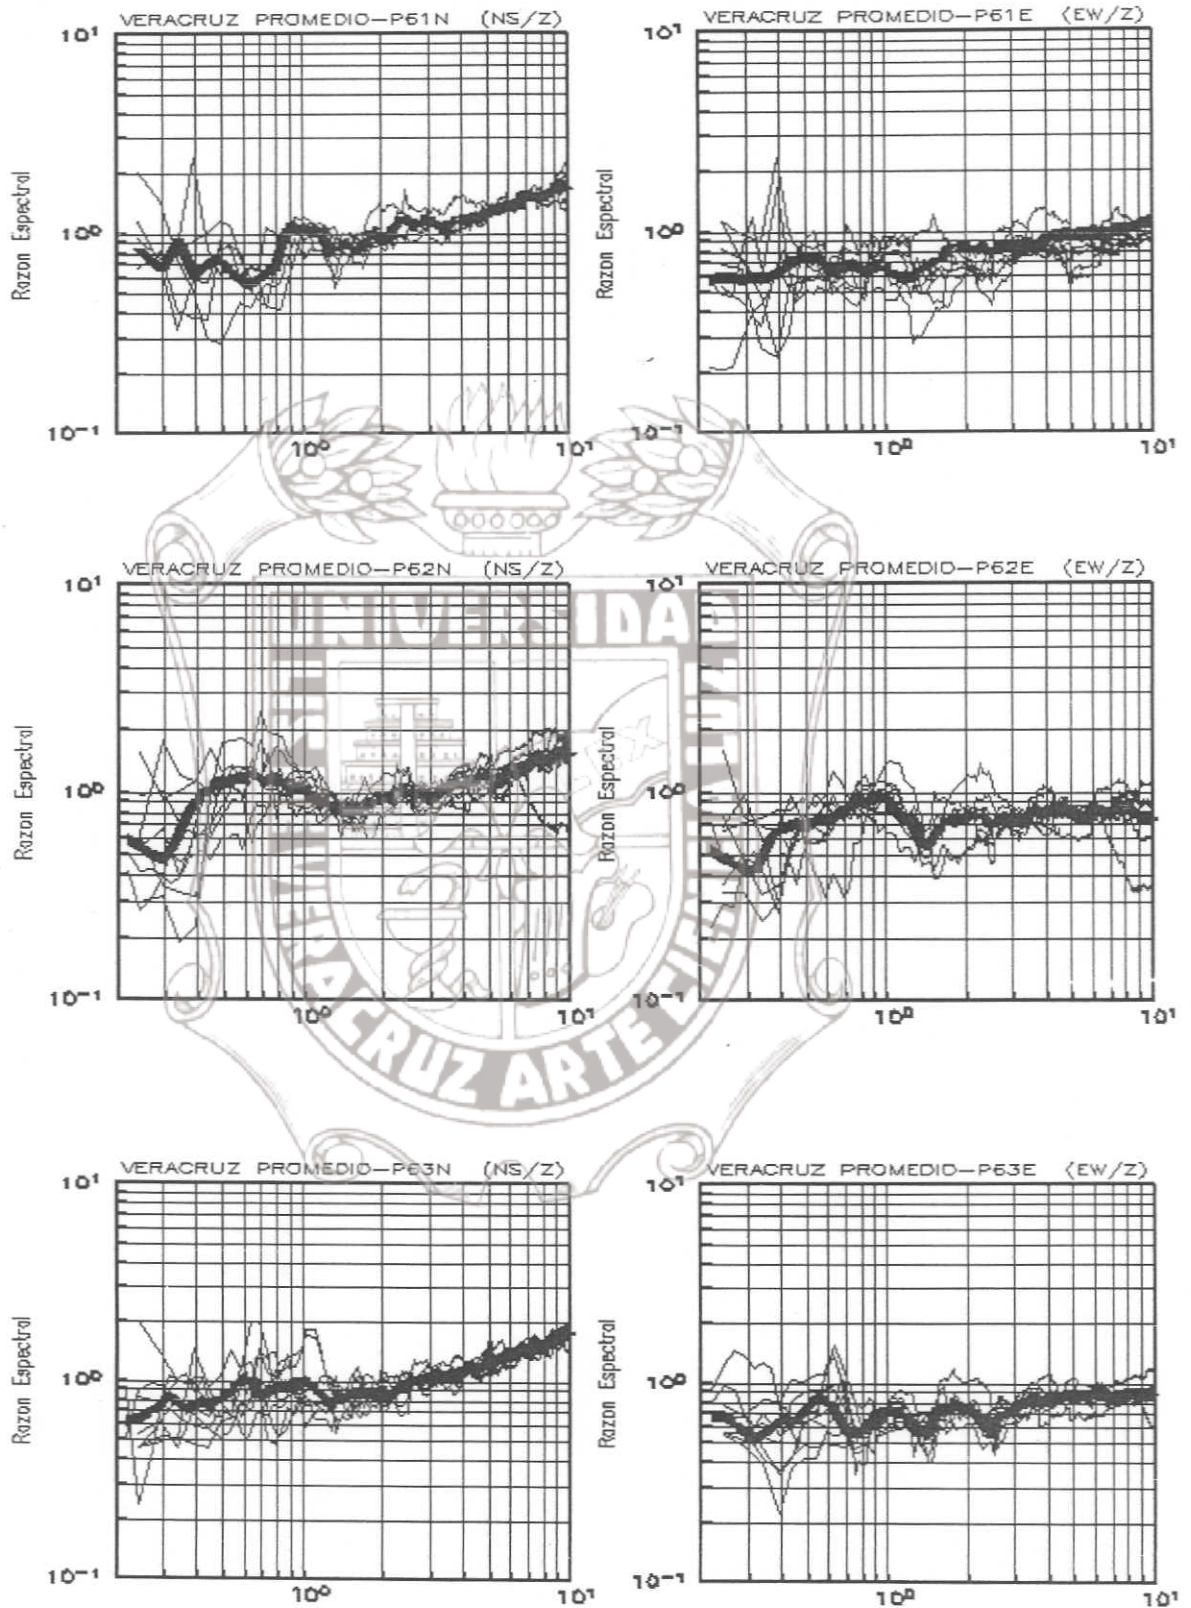 VERACRUZ PROMEDIO-P61N (NS/Z)
VERACRUZ PROMEDIO-P61E (EW/Z)
10¹
10¹
Razon Espectral
Razon Espectral
10⁰
10⁰
10⁻¹
10⁻¹
10⁰
10¹
10⁰
10¹
VERACRUZ PROMEDIO-P62N (NS/Z)
VERACRUZ PROMEDIO-P62E (EW/Z)
10¹
10¹
UNIVERSIDAD
VERACRUZANA
LEX
ARTE
VERACRUZ
Razon Espectral
Razon Espectral
10⁰
10⁰
10⁻¹
10⁻¹
10⁰
10¹
10⁰
10¹
VERACRUZ PROMEDIO-P63N (NS/Z)
VERACRUZ PROMEDIO-P63E (EW/Z)
10¹
10¹
Razon Espectral
Razon Espectral
10⁰
10⁰
10⁻¹
10⁻¹
10⁰
10¹
10⁰
10¹